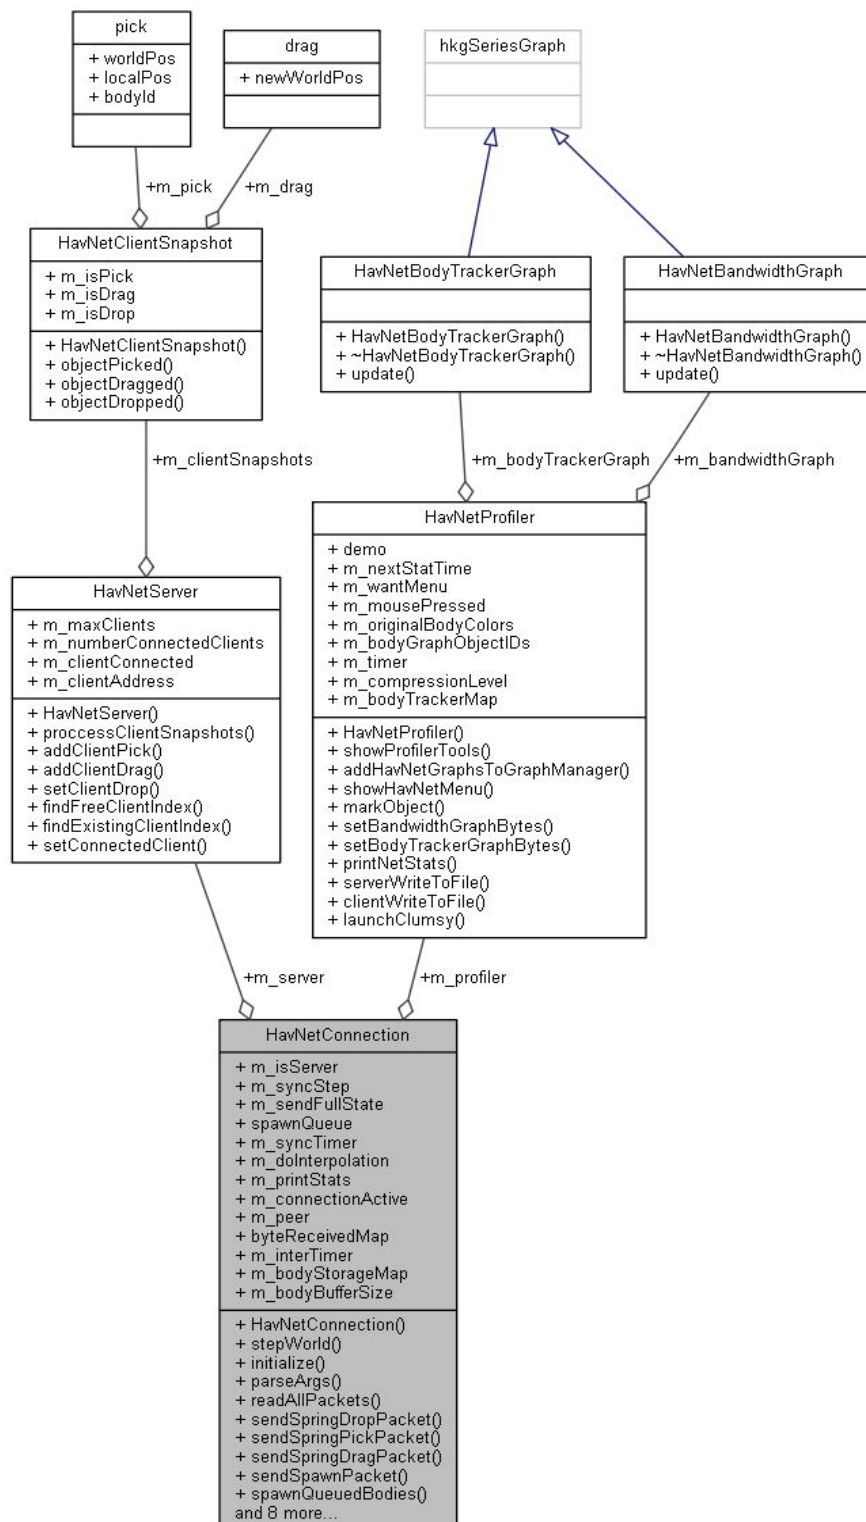 pick
+ worldPos
+ localPos
+ bodyId
drag
+ newWorldPos
hkgSeriesGraph
+m_pick
+m_drag
HavNetClientSnapshot
+ m_isPick
+ m_isDrag
+ m_isDrop
+ HavNetClientSnapshot()
+ objectPicked()
+ objectDragged()
+ objectDropped()
HavNetBodyTrackerGraph
+ HavNetBodyTrackerGraph()
+ ~HavNetBodyTrackerGraph()
+ update()
HavNetBandwidthGraph
+ HavNetBandwidthGraph()
+ ~HavNetBandwidthGraph()
+ update()
+m_clientSnapshots
+m_bodyTrackerGraph
+m_bandwidthGraph
HavNetServer
+ m_maxClients
+ m_numberConnectedClients
+ m_clientConnected
+ m_clientAddress
+ HavNetServer()
+ proccessClientSnapshots()
+ addClientPick()
+ addClientDrag()
+ setClientDrop()
+ findFreeClientIndex()
+ findExistingClientIndex()
+ setConnectedClient()
HavNetProfiler
+ demo
+ m_nextStatTime
+ m_wantMenu
+ m_mousePressed
+ m_originalBodyColors
+ m_bodyGraphObjectIDs
+ m_timer
+ m_compressionLevel
+ m_bodyTrackerMap
+ HavNetProfiler()
+ showProfilerTools()
+ addHavNetGraphsToGraphManager()
+ showHavNetMenu()
+ markObject()
+ setBandwidthGraphBytes()
+ setBodyTrackerGraphBytes()
+ printNetStats()
+ serverWriteToFile()
+ clientWriteToFile()
+ launchClumsy()
+m_server
+m_profiler
HavNetConnection
+ m_isServer
+ m_syncStep
+ m_sendFullState
+ spawnQueue
+ m_syncTimer
+ m_doInterpolation
+ m_printStats
+ m_connectionActive
+ m_peer
+ byteReceivedMap
+ m_interTimer
+ m_bodyStorageMap
+ m_bodyBufferSize
+ HavNetConnection()
+ stepWorld()
+ initialize()
+ parseArgs()
+ readAllPackets()
+ sendSpringDropPacket()
+ sendSpringPickPacket()
+ sendSpringDragPacket()
+ sendSpawnPacket()
+ spawnQueuedBodies()
and 8 more...